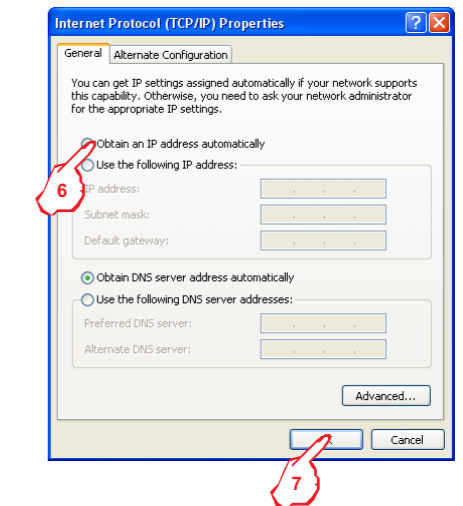 Internet Protocol (TCP/IP) Properties
General
Alternate Configuration
You can get IP settings assigned automatically if your network supports
this capability. Otherwise, you need to ask your network administrator
for the appropriate IP settings.
Obtain an IP address automatically
Use the following IP address:
6
IP address:
Subnet mask:
Default gateway:
Obtain DNS server address automatically
Use the following DNS server addresses:
Preferred DNS server:
Alternate DNS server:
Advanced...
Cancel
7